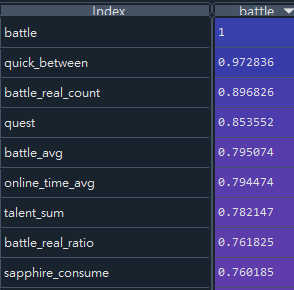 Index battle
battle 1
quick_between 0.972836
battle_real_count 0.896826
quest 0.853552
battle_avg 0.795074
online_time_avg 0.794474
talent_sum 0.782147
battle_real_ratio 0.761825
sapphire_consume 0.760185